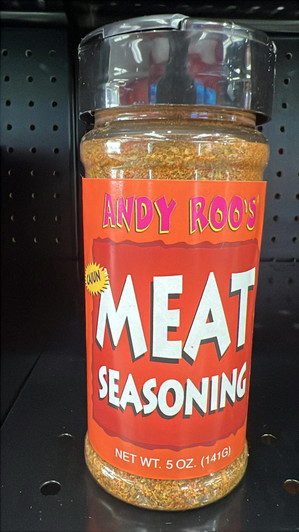 ANDY ROO'S
CAJUN
MEAT
SEASONING
NET WT. 5 OZ. (141G)